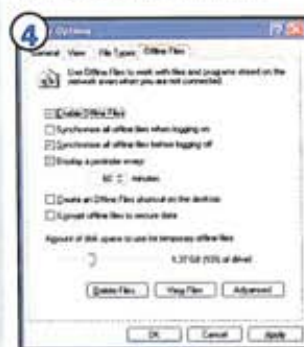 4
Options
General View File Types Offline Files
Use Offline Files to work with files and programs stored on the
network even when you are not connected.
Enable Offline Files
Synchronize all offline files when logging on
Synchronize all offline files before logging off
Display a reminder every:
60 minutes
Create an Offline Files shortcut on the desktop
Encrypt offline files to secure data
Amount of disk space to use for temporary offline files:
(10% of drive)
Delete Files View Files Advanced
OK Cancel Apply